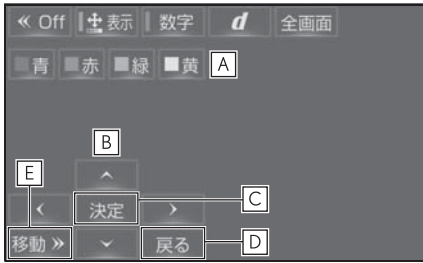 « Off 表示 数字 d 全画面
青 赤 緑 黄 A
B
E ^ C
< 決定 >
移動 » 戻る D